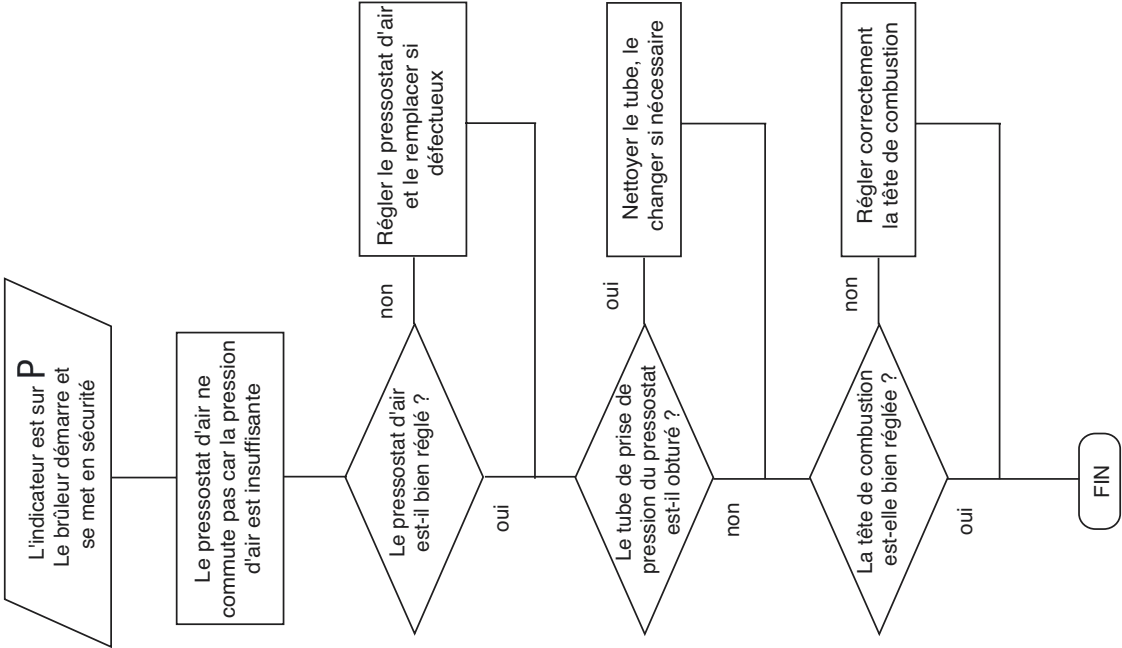 L'indicateur est sur P
Le brûleur démarre et
se met en sécurité
Le pressostat d'air ne
commute pas car la pression
d'air est insuffisante
Le pressostat d'air
est-il bien réglé ?
non
Régler le pressostat d'air
et le remplacer si
défectueux
oui
Le tube de prise de
pression du pressostat
est-il obturé ?
oui
Nettoyer le tube, le
changer si nécessaire
non
La tête de combustion
est-elle bien réglée ?
non
Régler correctement
la tête de combustion
oui
FIN